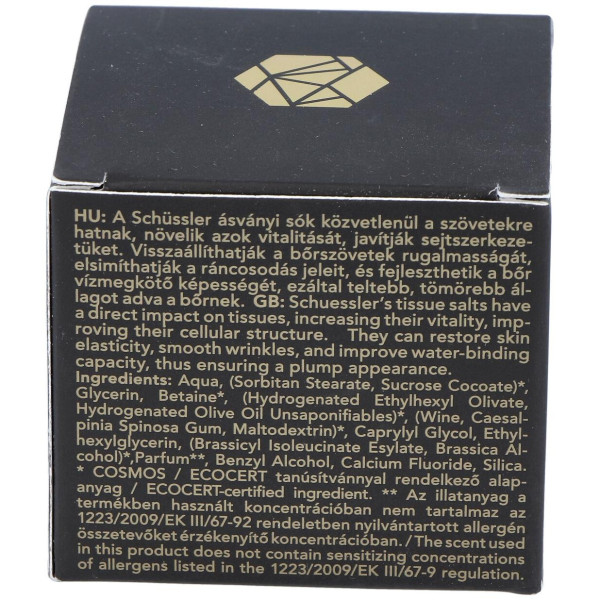 HU: A Schüssler ásványi sók közvetlenül a szövetekre
hatnak, növelik azok vitalitását, javítják sejtszerkeze-
tüket. Visszaállíthatják a bőrszövetek rugalmasságát,
elsimíthatják a ráncosodás jeleit, és fejleszthetik a bőr
vízmegkötő képességét, ezáltal teltebb, tömörebb ál-
lagot adva a bőrnek. GB: Schuessler's tissue salts have
a direct impact on tissues, increasing their vitality, imp-
roving their cellular structure. They can restore skin
elasticity, smooth wrinkles, and improve water-binding
capacity, thus ensuring a plump appearance.
Ingredients: Aqua, (Sorbitan Stearate, Sucrose Cocoate)*,
Glycerin, Betaine*, (Hydrogenated Ethylhexyl Olivate,
Hydrogenated Olive Oil Unsaponifiables)*, (Wine, Caesal-
pinia Spinosa Gum, Maltodextrin)*, Caprylyl Glycol, Ethyl-
hexylglycerin, (Brassicyl Isoleucinate Esylate, Brassica Al-
cohol)*,Parfum**, Benzyl Alcohol, Calcium Fluoride, Silica.
* COSMOS / ECOCERT tanúsítvánnyal rendelkező alap-
anyag / ECOCERT-certified ingredient. ** Az illatanyag a
termékben használt koncentrációban nem tartalmaz az
1223/2009/EK III/67-92 rendeletben nyilvántartott allergén
összetevőket érzékenyítő koncentrációban. / The scent used
in this product does not contain sensitizing concentrations
of allergens listed in the 1223/2009/EK III/67-9 regulation.